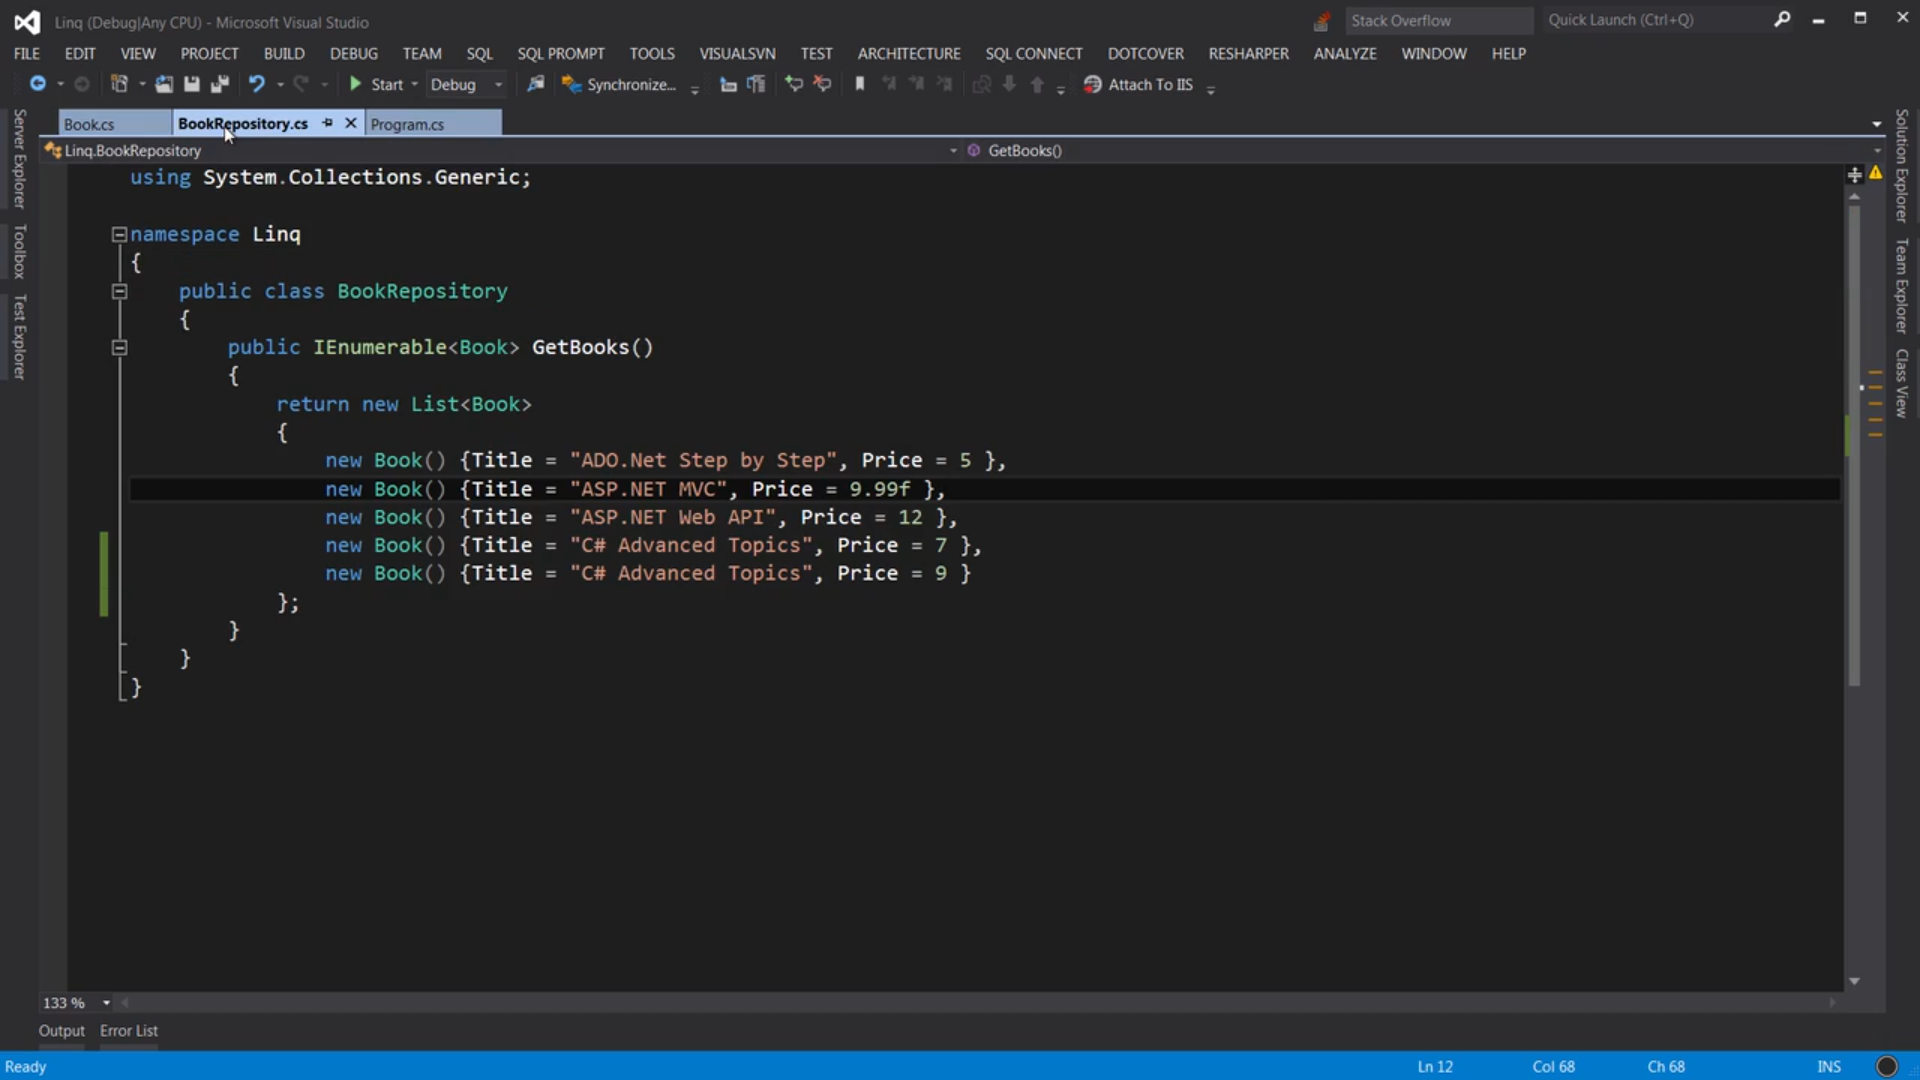 Linq (Debug|Any CPU) - Microsoft Visual Studio
Stack Overflow
Quick Launch (Ctrl+Q)
FILE EDIT VIEW PROJECT BUILD DEBUG TEAM SQL SQL PROMPT TOOLS VISUALSVN TEST ARCHITECTURE SQL CONNECT DOTCOVER RESHARPER ANALYZE WINDOW HELP
Start Debug Synchronize... Attach To IIS
Book.cs BookRepository.cs Program.cs
Linq.BookRepository GetBooks()
Server Explorer
Toolbox
Test Explorer
using System.Collections.Generic;
namespace Linq
{
public class BookRepository
{
public IEnumerable<Book> GetBooks()
{
return new List<Book>
{
new Book() {Title = "ADO.Net Step by Step", Price = 5 },
new Book() {Title = "ASP.NET MVC", Price = 9.99f },
new Book() {Title = "ASP.NET Web API", Price = 12 },
new Book() {Title = "C# Advanced Topics", Price = 7 },
new Book() {Title = "C# Advanced Topics", Price = 9 }
};
}
}
}
Solution Explorer
Team Explorer
Class View
133 %
Output Error List
Ready Ln 12 Col 68 Ch 68 INS